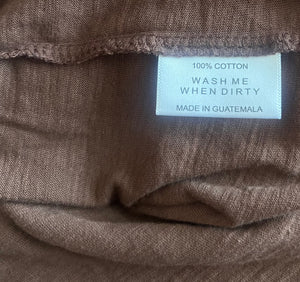 100% COTTON
WASH ME
WHEN DIRTY
MADE IN GUATEMALA